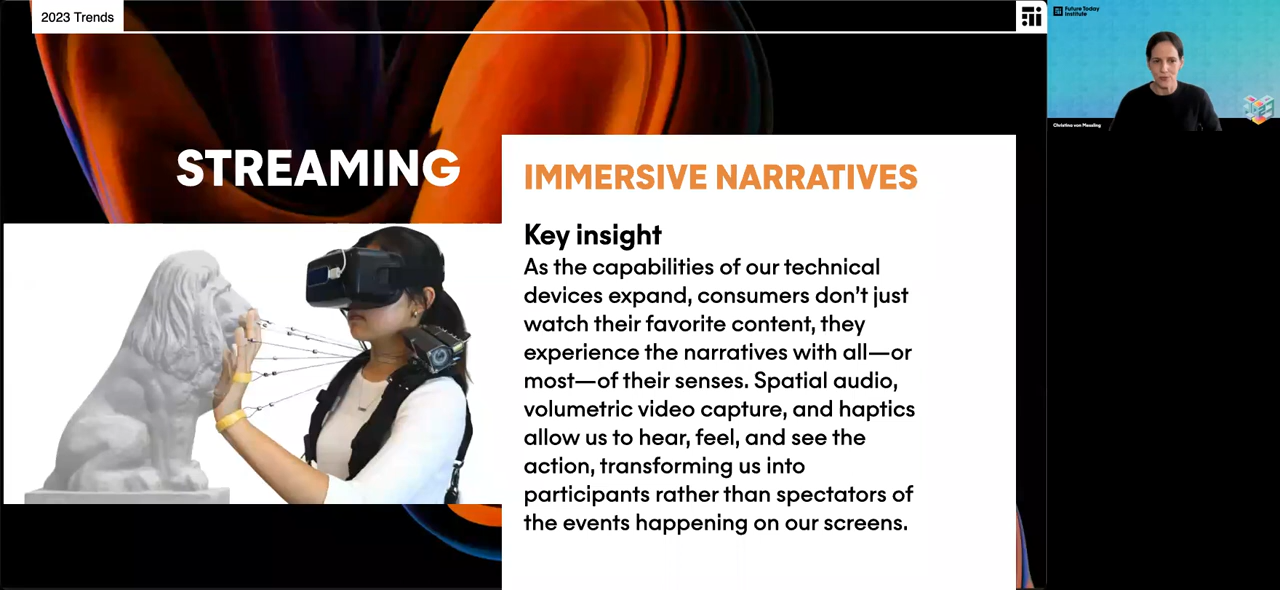 2023 Trends
STREAMING
IMMERSIVE NARRATIVES
Key insight
As the capabilities of our technical
devices expand, consumers don’t just
watch their favorite content, they
experience the narratives with all—or
most—of their senses. Spatial audio,
volumetric video capture, and haptics
allow us to hear, feel, and see the
action, transforming us into
participants rather than spectators of
the events happening on our screens.
Future Today
Institute
Christina von Messling